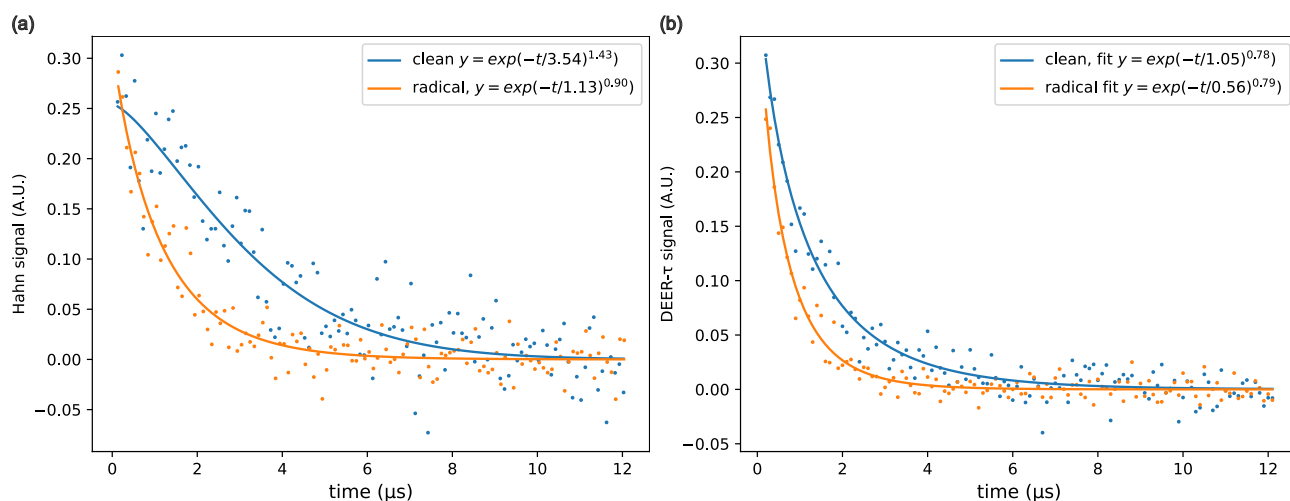 (a)
0.30
0.25
0.20
0.15
0.10
0.05
0.00
−0.05
Hahn signal (A.U.)
clean y = exp(−t/3.54)^1.43)
radical, y = exp(−t/1.13)^0.90)
0 2 4 6 8 10 12
time (μs)
(b)
0.30
0.25
0.20
0.15
0.10
0.05
0.00
−0.05
DEER-τ signal (A.U.)
clean, fit y = exp(−t/1.05)^0.78)
radical fit y = exp(−t/0.56)^0.79)
0 2 4 6 8 10 12
time (μs)